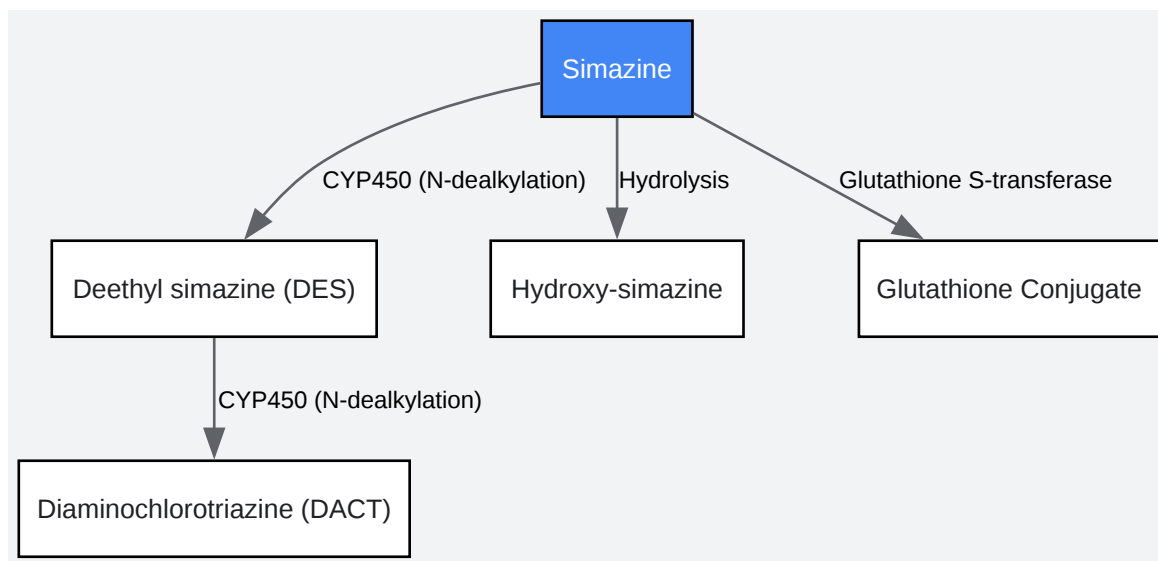 Simazine
CYP450 (N-dealkylation)
Hydrolysis
Glutathione S-transferase
Deethyl simazine (DES)
Hydroxy-simazine
Glutathione Conjugate
CYP450 (N-dealkylation)
Diaminochlorotriazine (DACT)